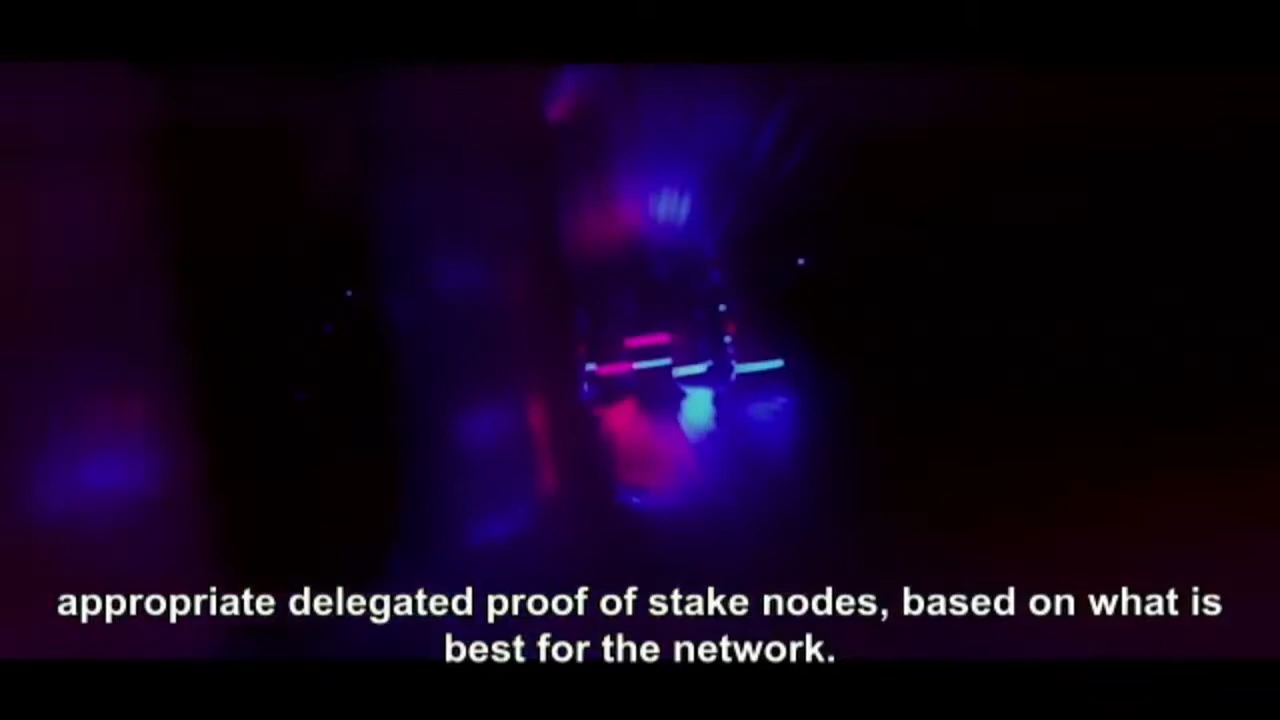 appropriate delegated proof of stake nodes, based on what is
best for the network.